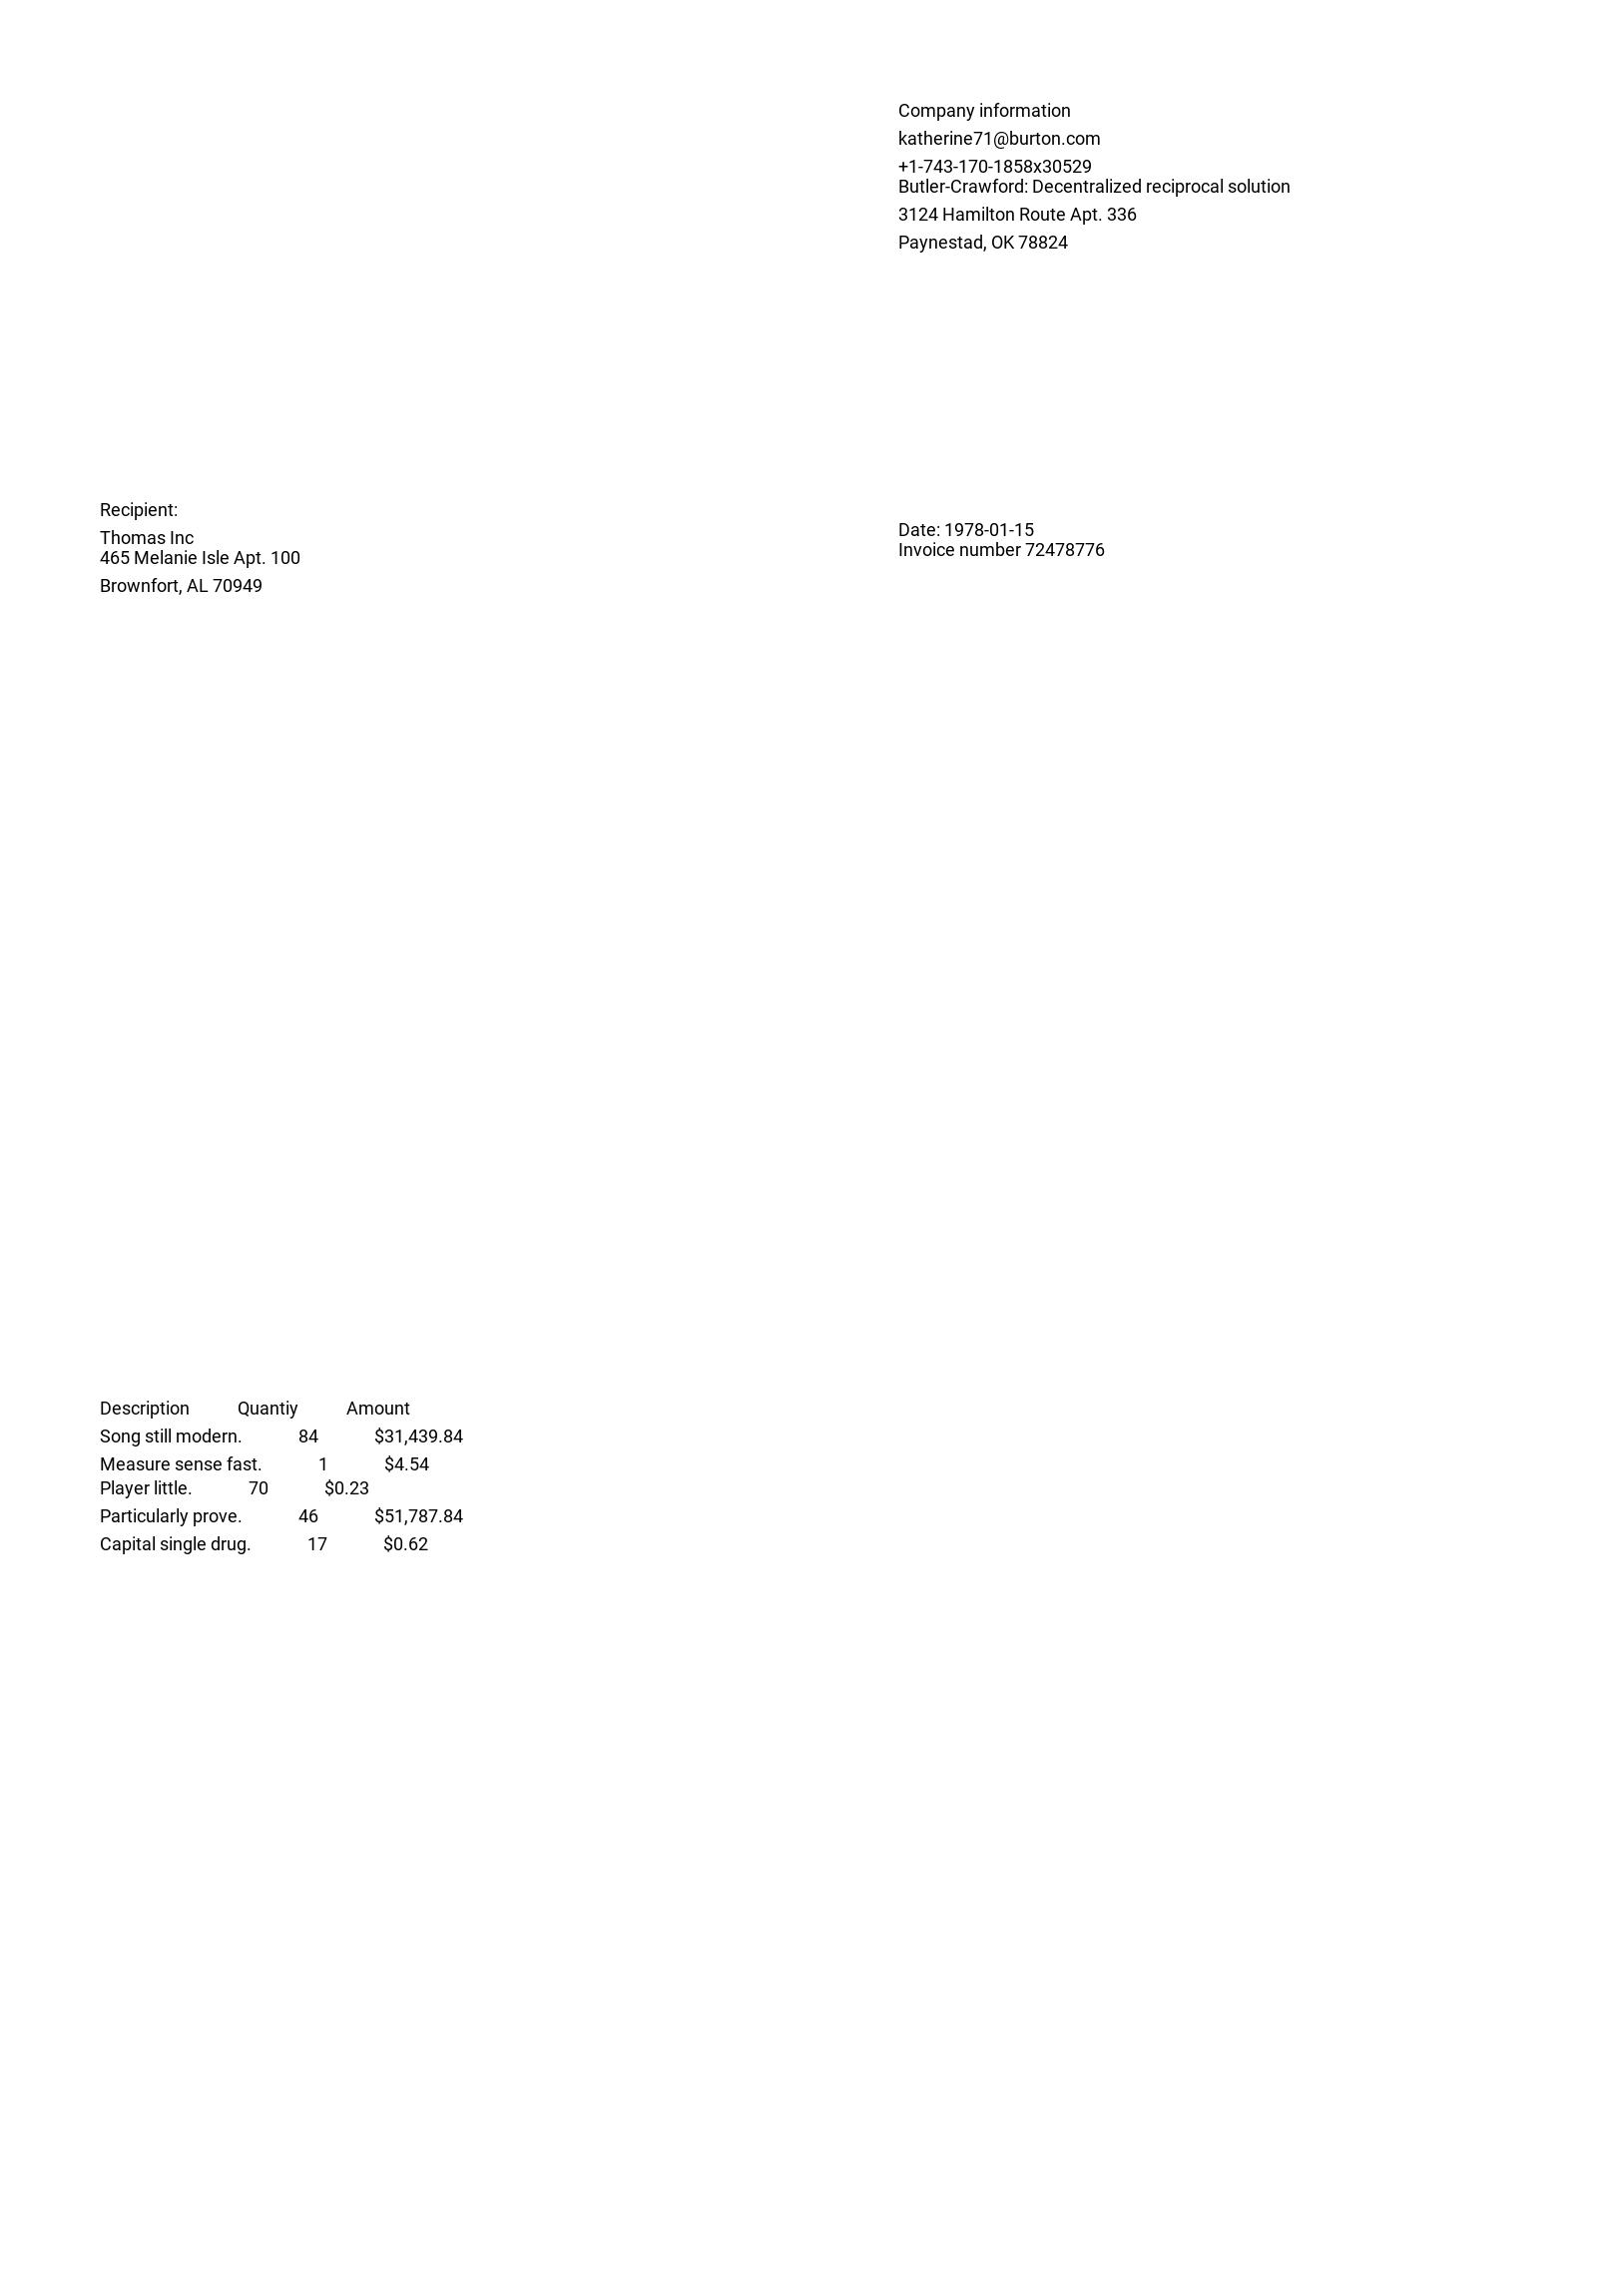 Company information
katherine71@burton.com
+1-743-170-1858x30529
Butler-Crawford: Decentralized reciprocal solution
3124 Hamilton Route Apt. 336
Paynestad, OK 78824
Recipient:
Thomas Inc
465 Melanie Isle Apt. 100
Brownfort, AL 70949
Date: 1978-01-15
Invoice number 72478776
Description Quantiy Amount
Song still modern. 84 $31,439.84
Measure sense fast. 1 $4.54
Player little. 70 $0.23
Particularly prove. 46 $51,787.84
Capital single drug. 17 $0.62